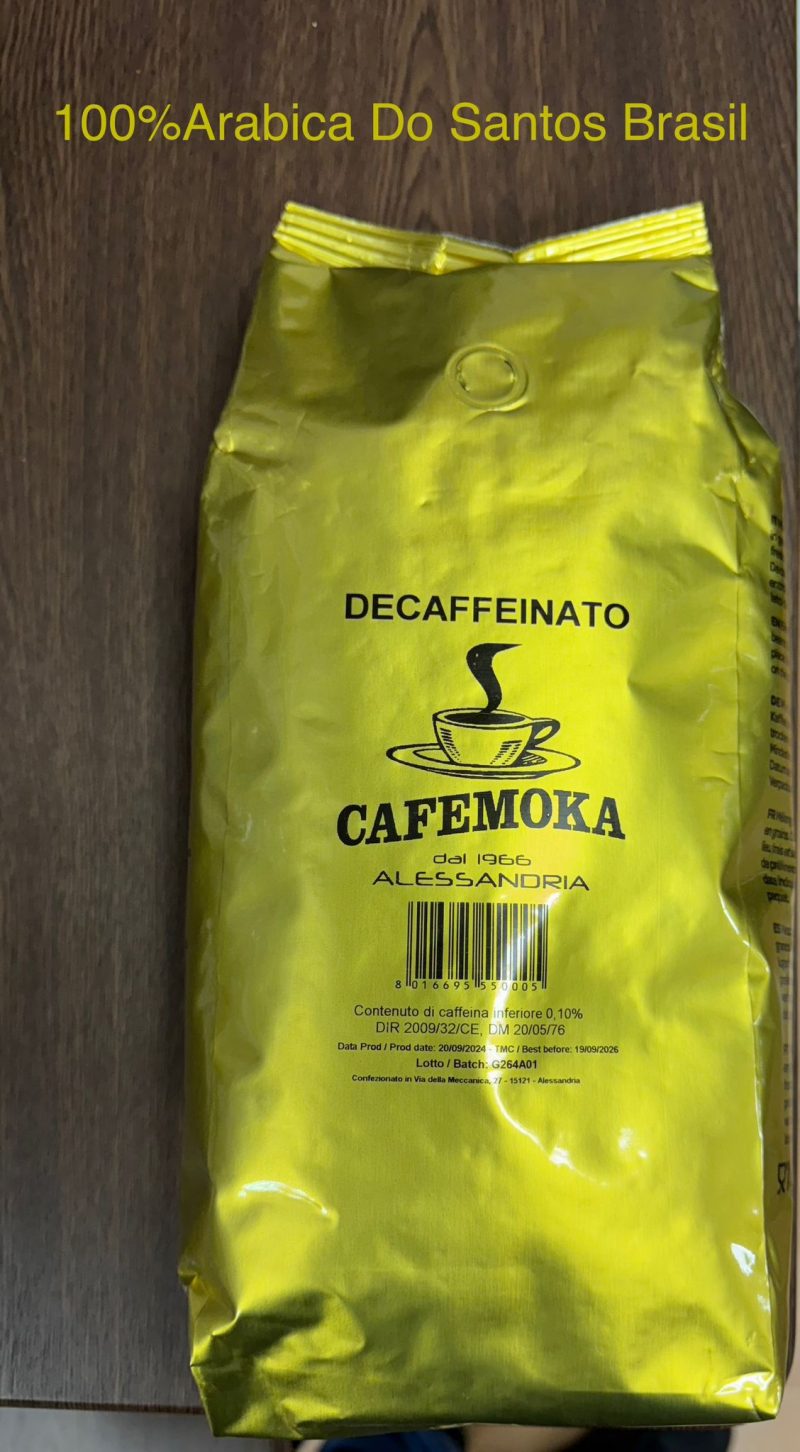 100%Arabica Do Santos Brasil
DECAFFEINATO
CAFEMOKA
dal 1966
ALESSANDRIA
8 016695 550005
Contenuto di caffeina inferiore 0,10%
DIR 2009/32/CE, DM 20/05/76
Data Prod / Prod date: 20/09/2024 - TMC / Best before: 19/09/2026
Lotto / Batch: G264A01
Confezionato in Via della Meccanica, 27 - 15121 - Alessandria